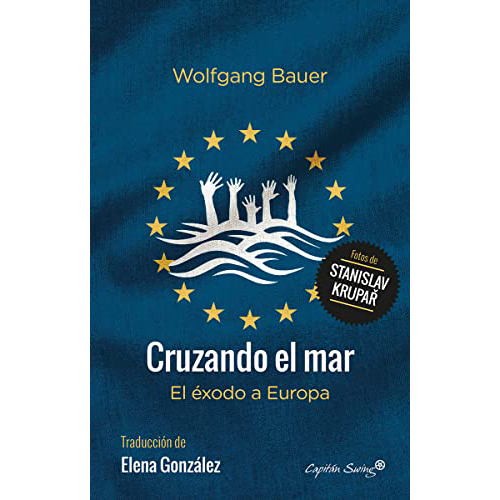 Wolfgang Bauer
Fotos de
STANISLAV
KRUPAŘ
Cruzando el mar
El éxodo a Europa
Traducción de
Elena González
Capitán Swing